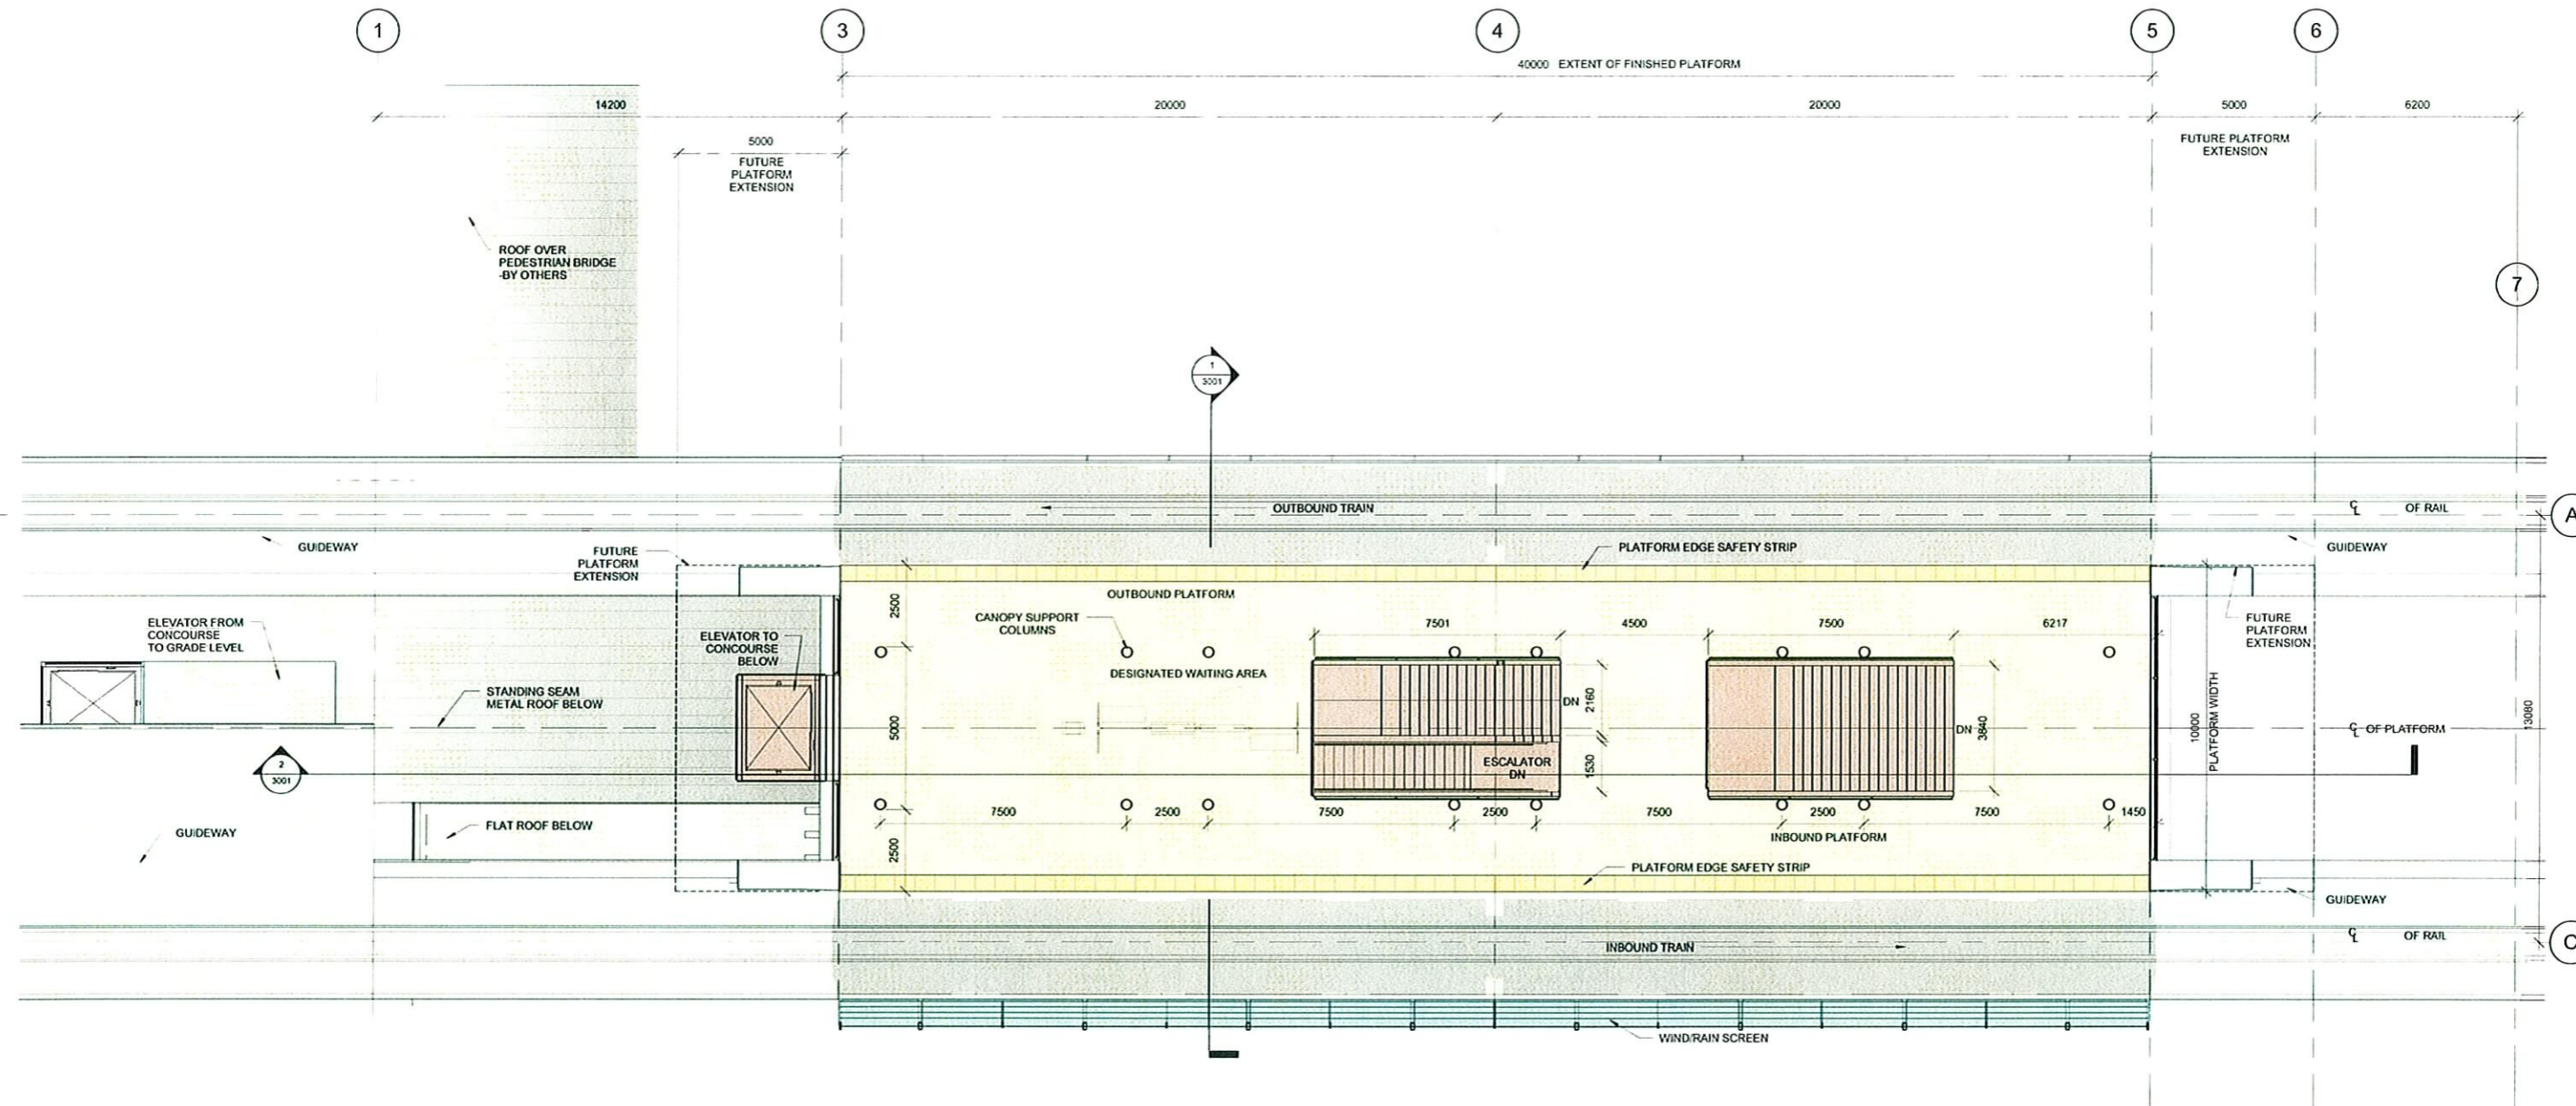 1
3
4
5
6
40000 EXTENT OF FINISHED PLATFORM
14200
20000
20000
5000
6200
5000
FUTURE
PLATFORM
EXTENSION
FUTURE PLATFORM
EXTENSION
ROOF OVER
PEDESTRIAN BRIDGE
-BY OTHERS
7
1
3001
OUTBOUND TRAIN
℄ OF RAIL
A
GUIDEWAY
FUTURE
PLATFORM
EXTENSION
PLATFORM EDGE SAFETY STRIP
GUIDEWAY
OUTBOUND PLATFORM
2500
CANOPY SUPPORT
COLUMNS
7501
4500
7500
6217
FUTURE
PLATFORM
EXTENSION
ELEVATOR FROM
CONCOURSE
TO GRADE LEVEL
ELEVATOR TO
CONCOURSE
BELOW
DESIGNATED WAITING AREA
STANDING SEAM
METAL ROOF BELOW
5000
DN
2160
DN
3840
10000
PLATFORM WIDTH
℄ OF PLATFORM
13080
2
3001
ESCALATOR
DN
1530
7500
2500
7500
2500
7500
2500
7500
1450
GUIDEWAY
FLAT ROOF BELOW
2500
INBOUND PLATFORM
PLATFORM EDGE SAFETY STRIP
GUIDEWAY
INBOUND TRAIN
℄ OF RAIL
C
WIND/RAIN SCREEN